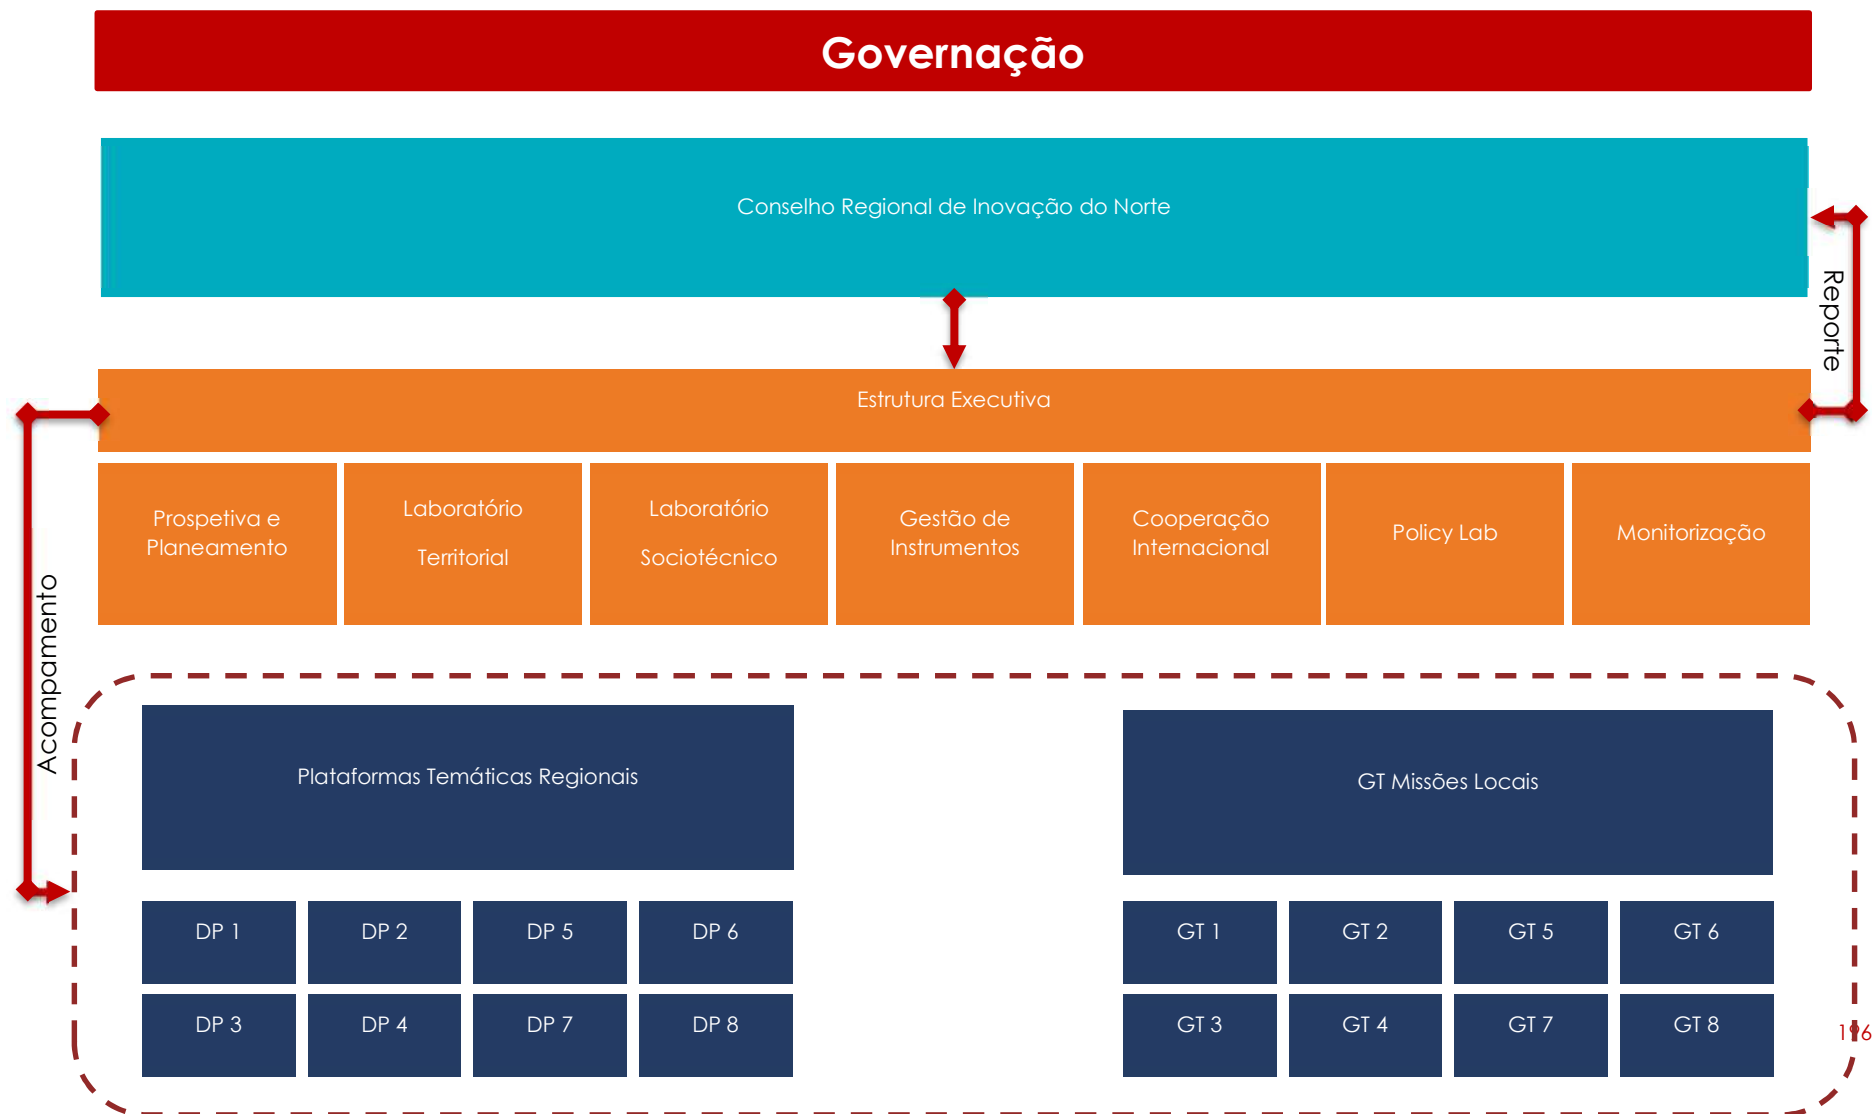 Governação
Conselho Regional de Inovação do Norte
Reporte
Estrutura Executiva
Prospetiva e
Planeamento
Laboratório
Territorial
Laboratório
Sociotécnico
Gestão de
Instrumentos
Cooperação
Internacional
Policy Lab
Monitorização
Acompamento
Plataformas Temáticas Regionais
GT Missões Locais
DP 1
DP 2
DP 5
DP 6
GT 1
GT 2
GT 5
GT 6
DP 3
DP 4
DP 7
DP 8
GT 3
GT 4
GT 7
GT 8
196